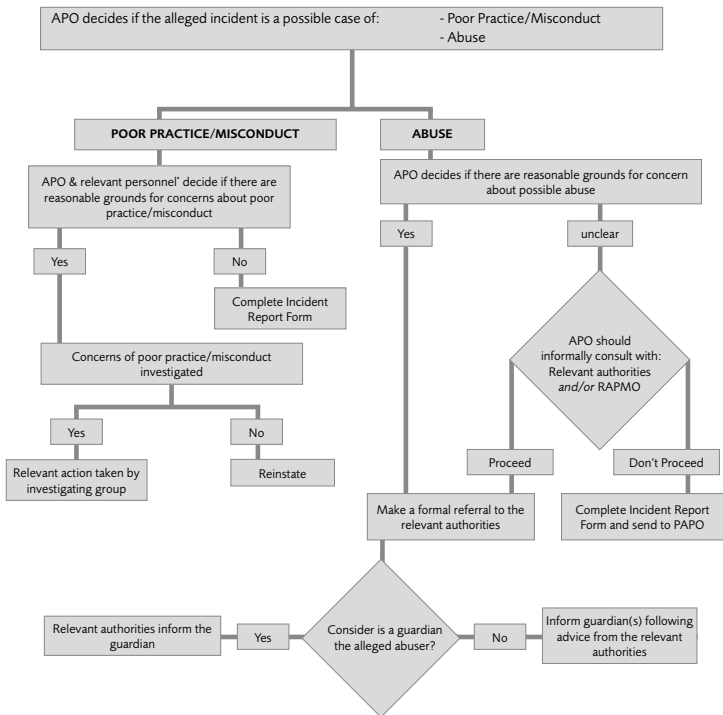 APO decides if the alleged incident is a possible case of: - Poor Practice/Misconduct
- Abuse
POOR PRACTICE/MISCONDUCT
ABUSE
APO & relevant personnel* decide if there are
reasonable grounds for concerns about poor
practice/misconduct
APO decides if there are reasonable grounds for concern
about possible abuse
Yes
No
Yes
unclear
Complete Incident
Report Form
APO should
informally consult with:
Relevant authorities
and/or RAPMO
Concerns of poor practice/misconduct
investigated
Yes
No
Proceed
Don't Proceed
Relevant action taken by
investigating group
Reinstate
Make a formal referral to the
relevant authorities
Complete Incident Report
Form and send to PAPO
Relevant authorities inform the
guardian
Yes
Consider is a guardian
the alleged abuser?
No
Inform guardian(s) following
advice from the relevant
authorities